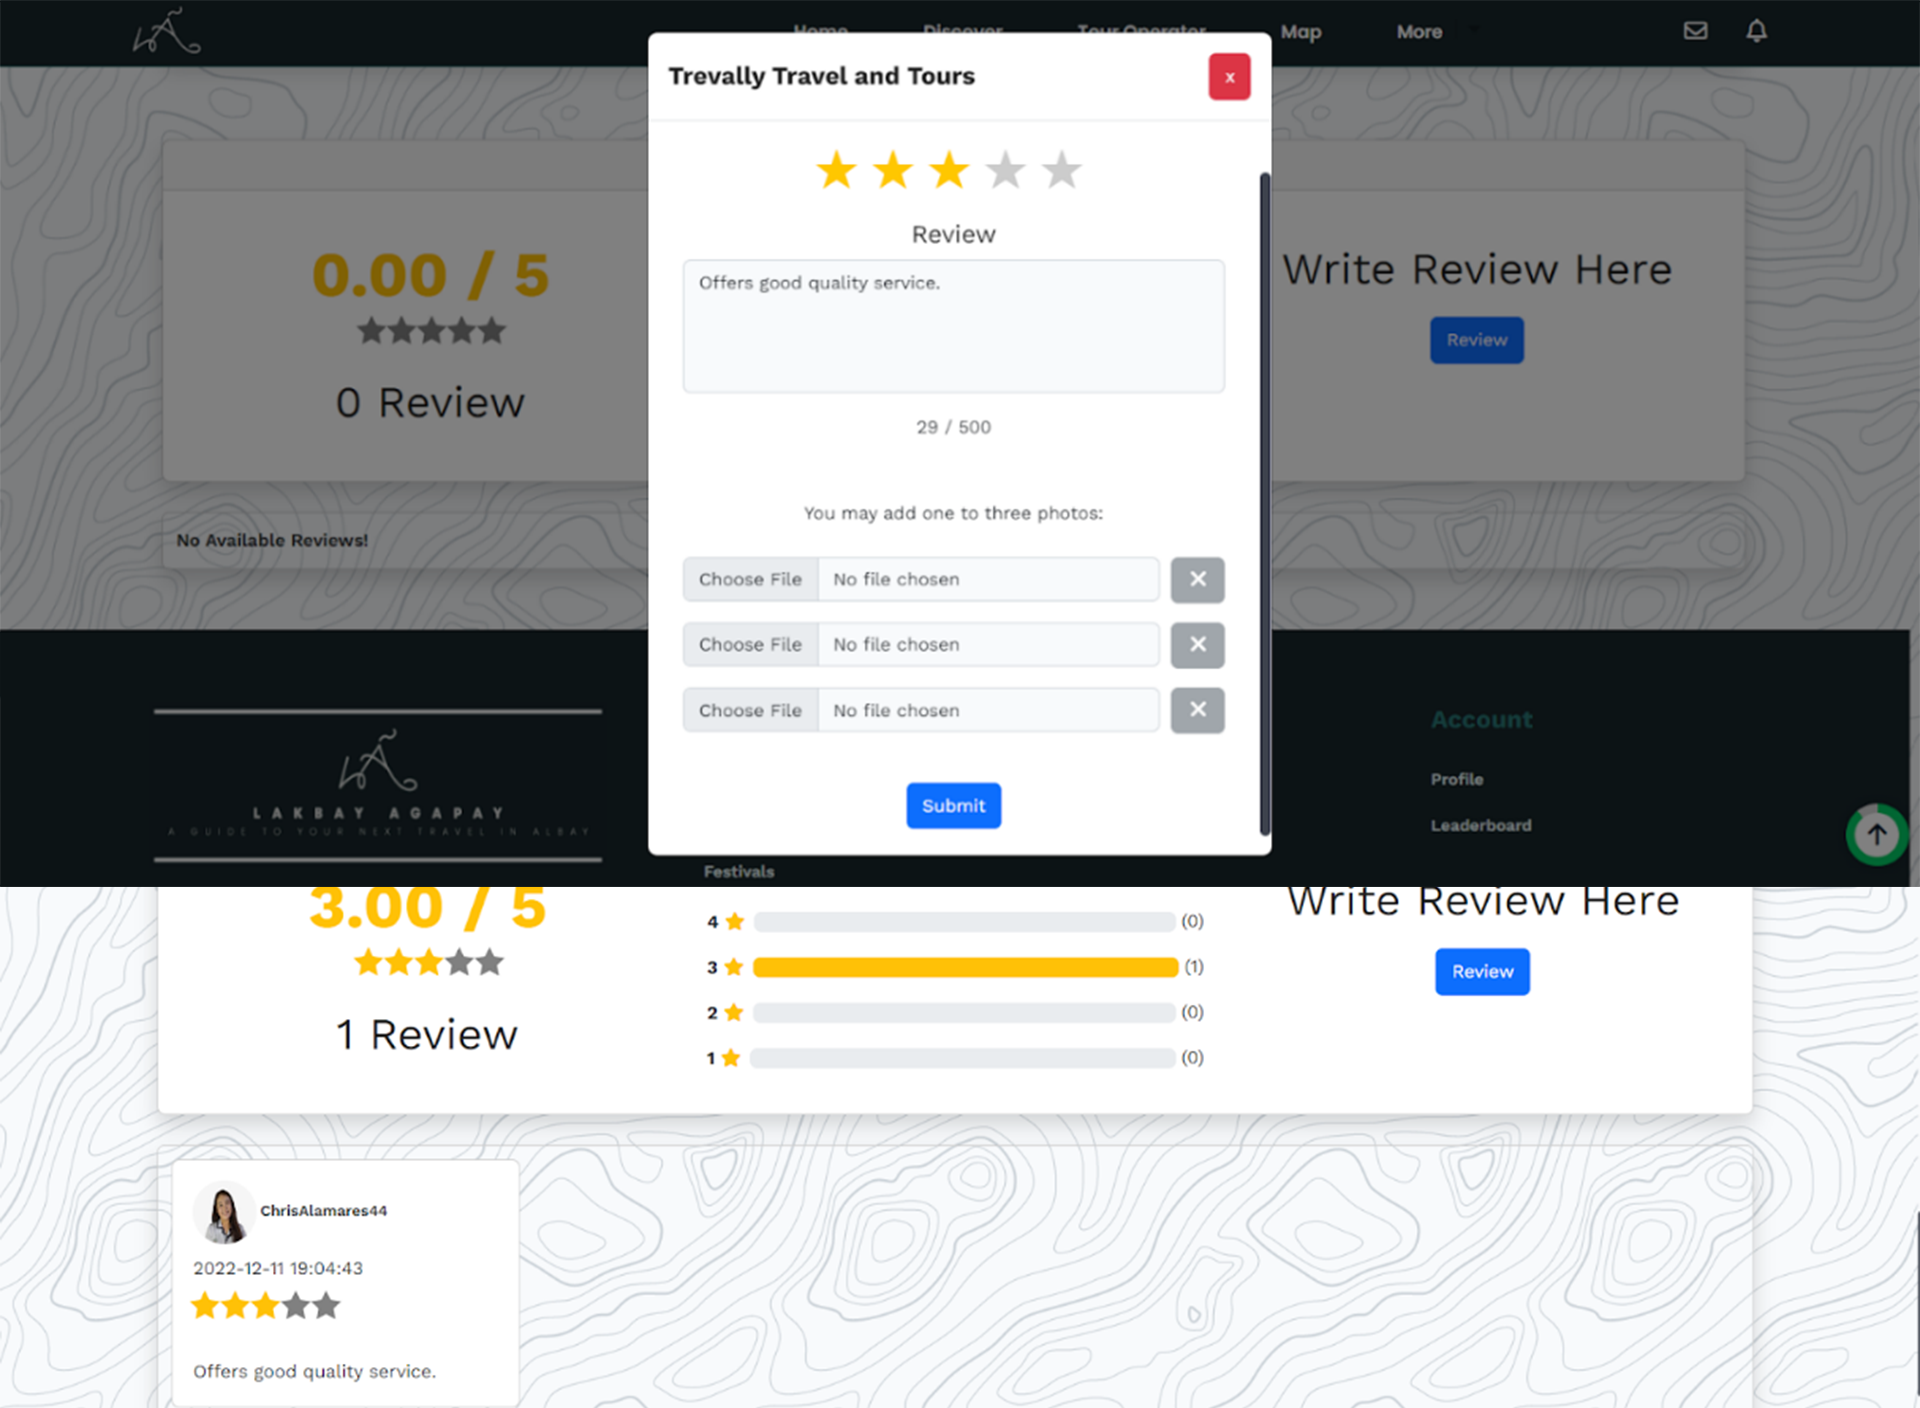 Home Discover Tour Operator Map More
Trevally Travel and Tours
x
Review
Offers good quality service.
29 / 500
You may add one to three photos:
Choose File No file chosen
Choose File No file chosen
Choose File No file chosen
Submit
0.00 / 5
0 Review
Write Review Here
Review
No Available Reviews!
LAKBAY AGAPAY
A GUIDE TO YOUR NEXT TRAVEL IN ALBAY
Festivals
Account
Profile
Leaderboard
3.00 / 5
1 Review
4 (0)
3 (1)
2 (0)
1 (0)
Write Review Here
Review
ChrisAlamares44
2022-12-11 19:04:43
Offers good quality service.